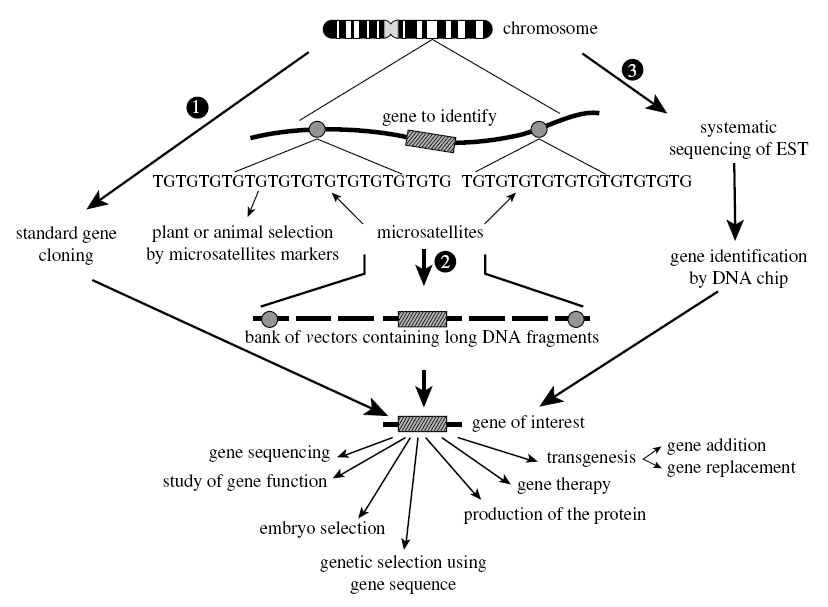 chromosome
1
3
gene to identify
systematic
sequencing of EST
TGTGTGTGTGTGTGTGTGTGTGTGTG TGTGTGTGTGTGTGTGTGTG
standard gene
cloning
plant or animal selection
by microsatellites markers
microsatellites
2
gene identification
by DNA chip
bank of vectors containing long DNA fragments
gene of interest
gene sequencing
study of gene function
embryo selection
genetic selection using
gene sequence
production of the protein
gene therapy
transgenesis
gene addition
gene replacement